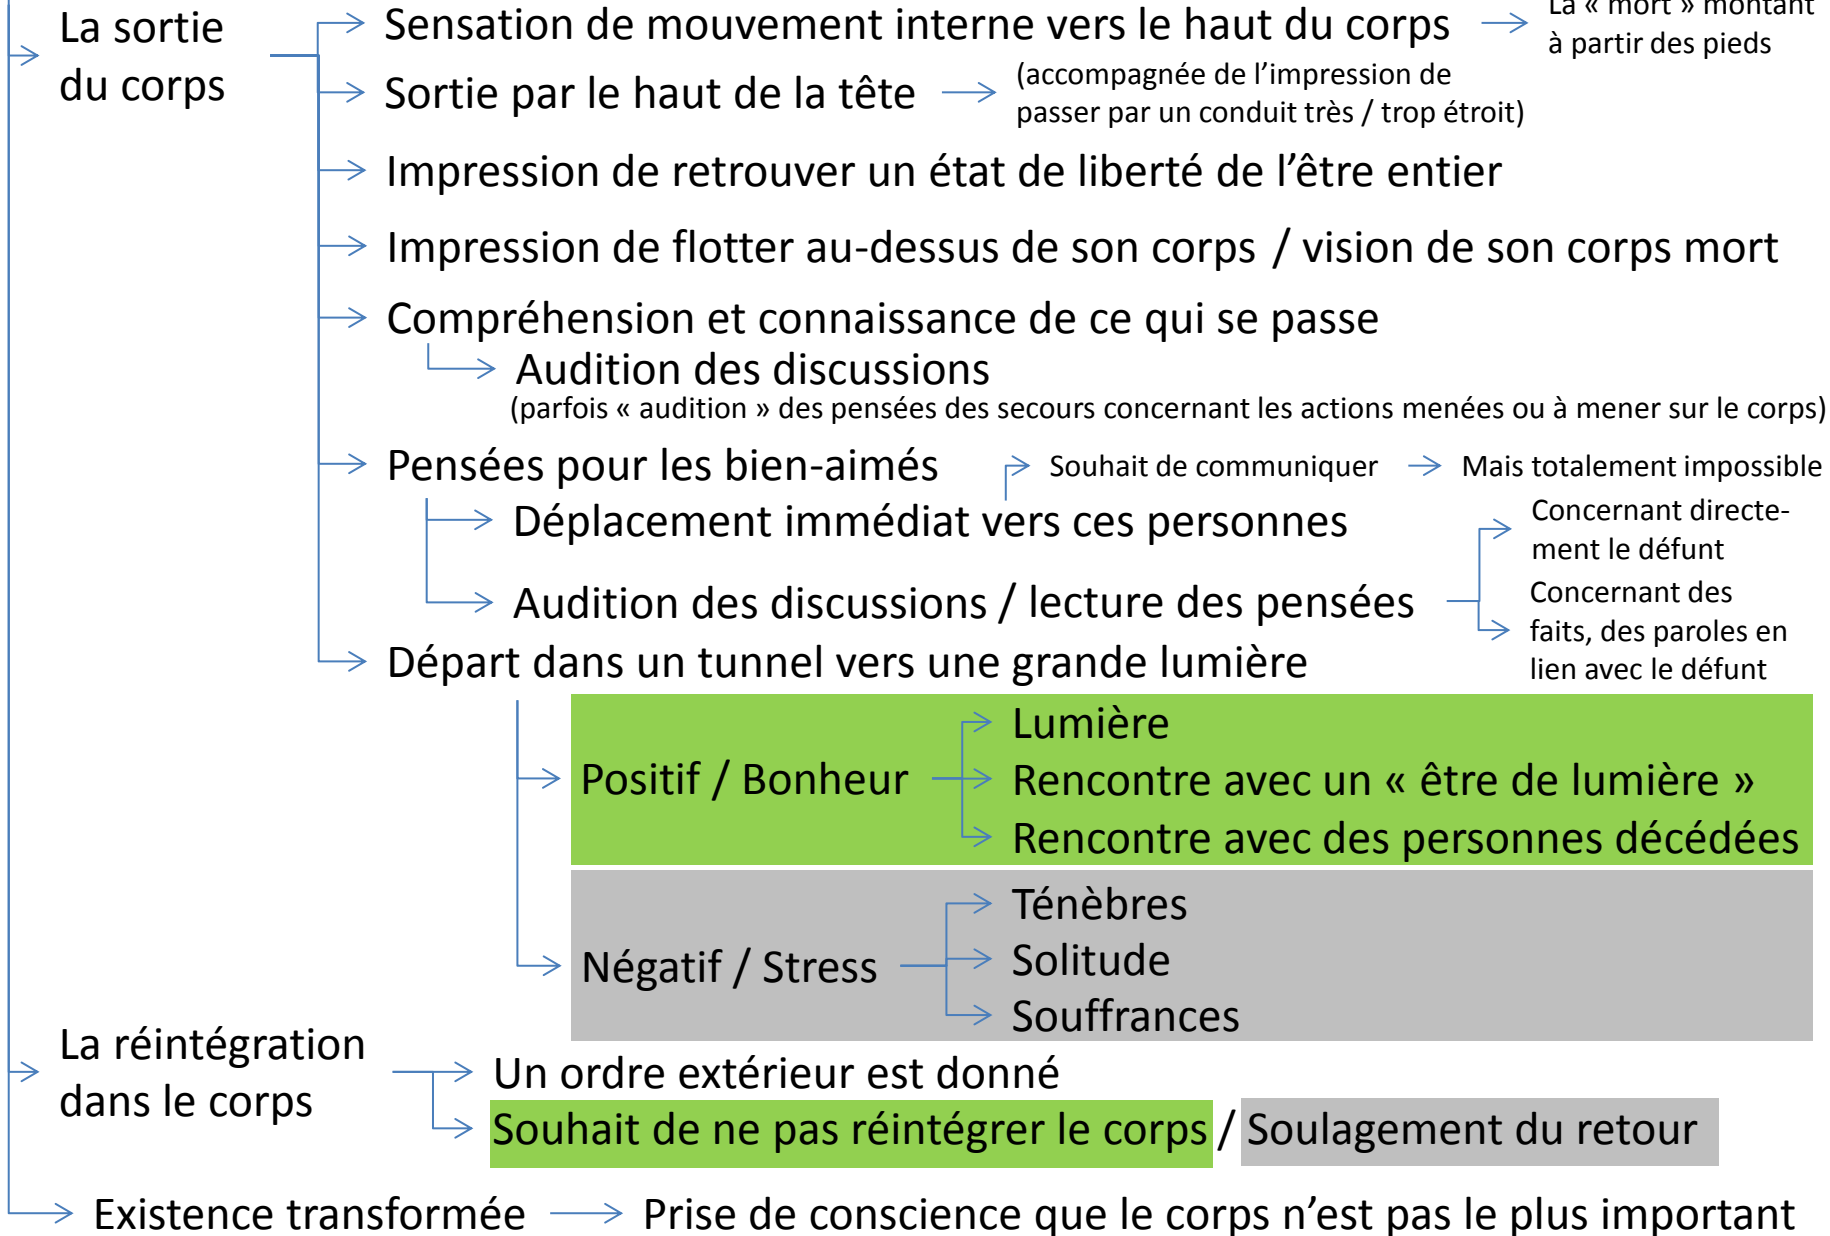 La sortie
du corps
Sensation de mouvement interne vers le haut du corps
La « mort » montant
à partir des pieds
Sortie par le haut de la tête
(accompagnée de l’impression de
passer par un conduit très / trop étroit)
Impression de retrouver un état de liberté de l’être entier
Impression de flotter au-dessus de son corps / vision de son corps mort
Compréhension et connaissance de ce qui se passe
Audition des discussions
(parfois « audition » des pensées des secours concernant les actions menées ou à mener sur le corps)
Pensées pour les bien-aimés
Souhait de communiquer
Mais totalement impossible
Déplacement immédiat vers ces personnes
Audition des discussions / lecture des pensées
Concernant directe-
ment le défunt
Concernant des
faits, des paroles en
lien avec le défunt
Départ dans un tunnel vers une grande lumière
Positif / Bonheur
Lumière
Rencontre avec un « être de lumière »
Rencontre avec des personnes décédées
Négatif / Stress
Ténèbres
Solitude
Souffrances
La réintégration
dans le corps
Un ordre extérieur est donné
Souhait de ne pas réintégrer le corps / Soulagement du retour
Existence transformée
Prise de conscience que le corps n’est pas le plus important